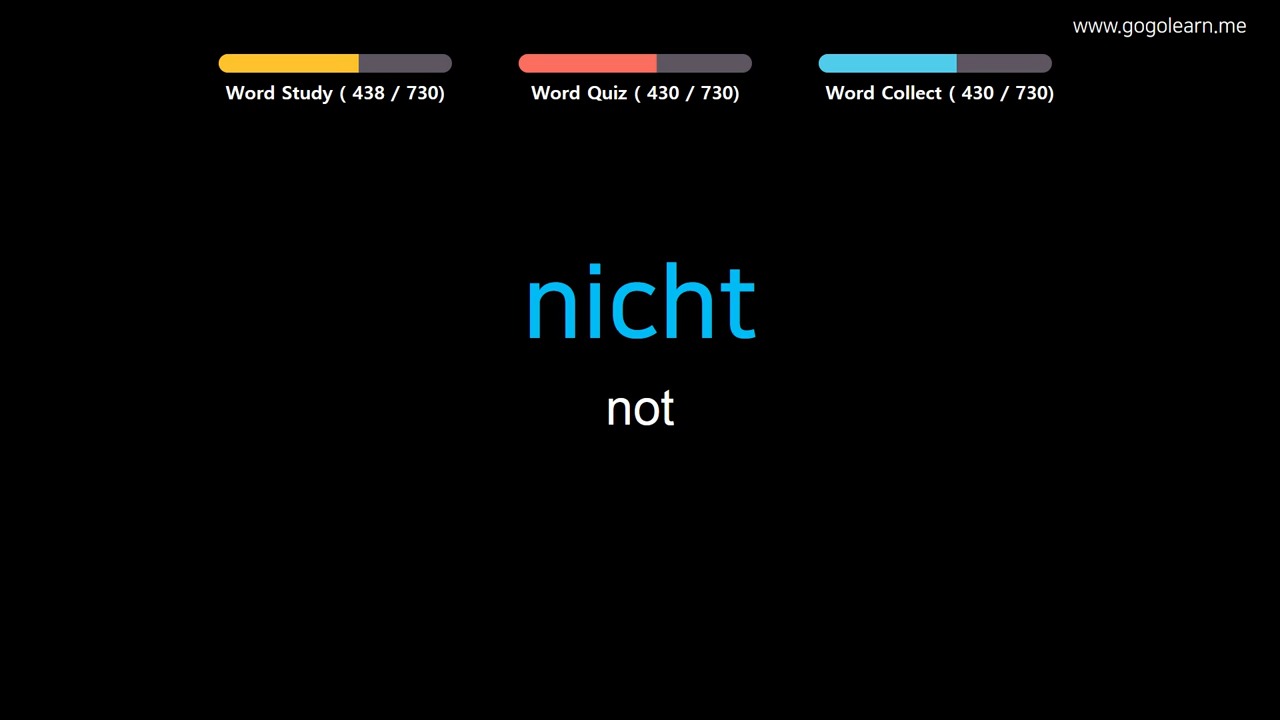 www.gogolearn.me
Word Study ( 438 / 730)
Word Quiz ( 430 / 730)
Word Collect ( 430 / 730)
nicht
not